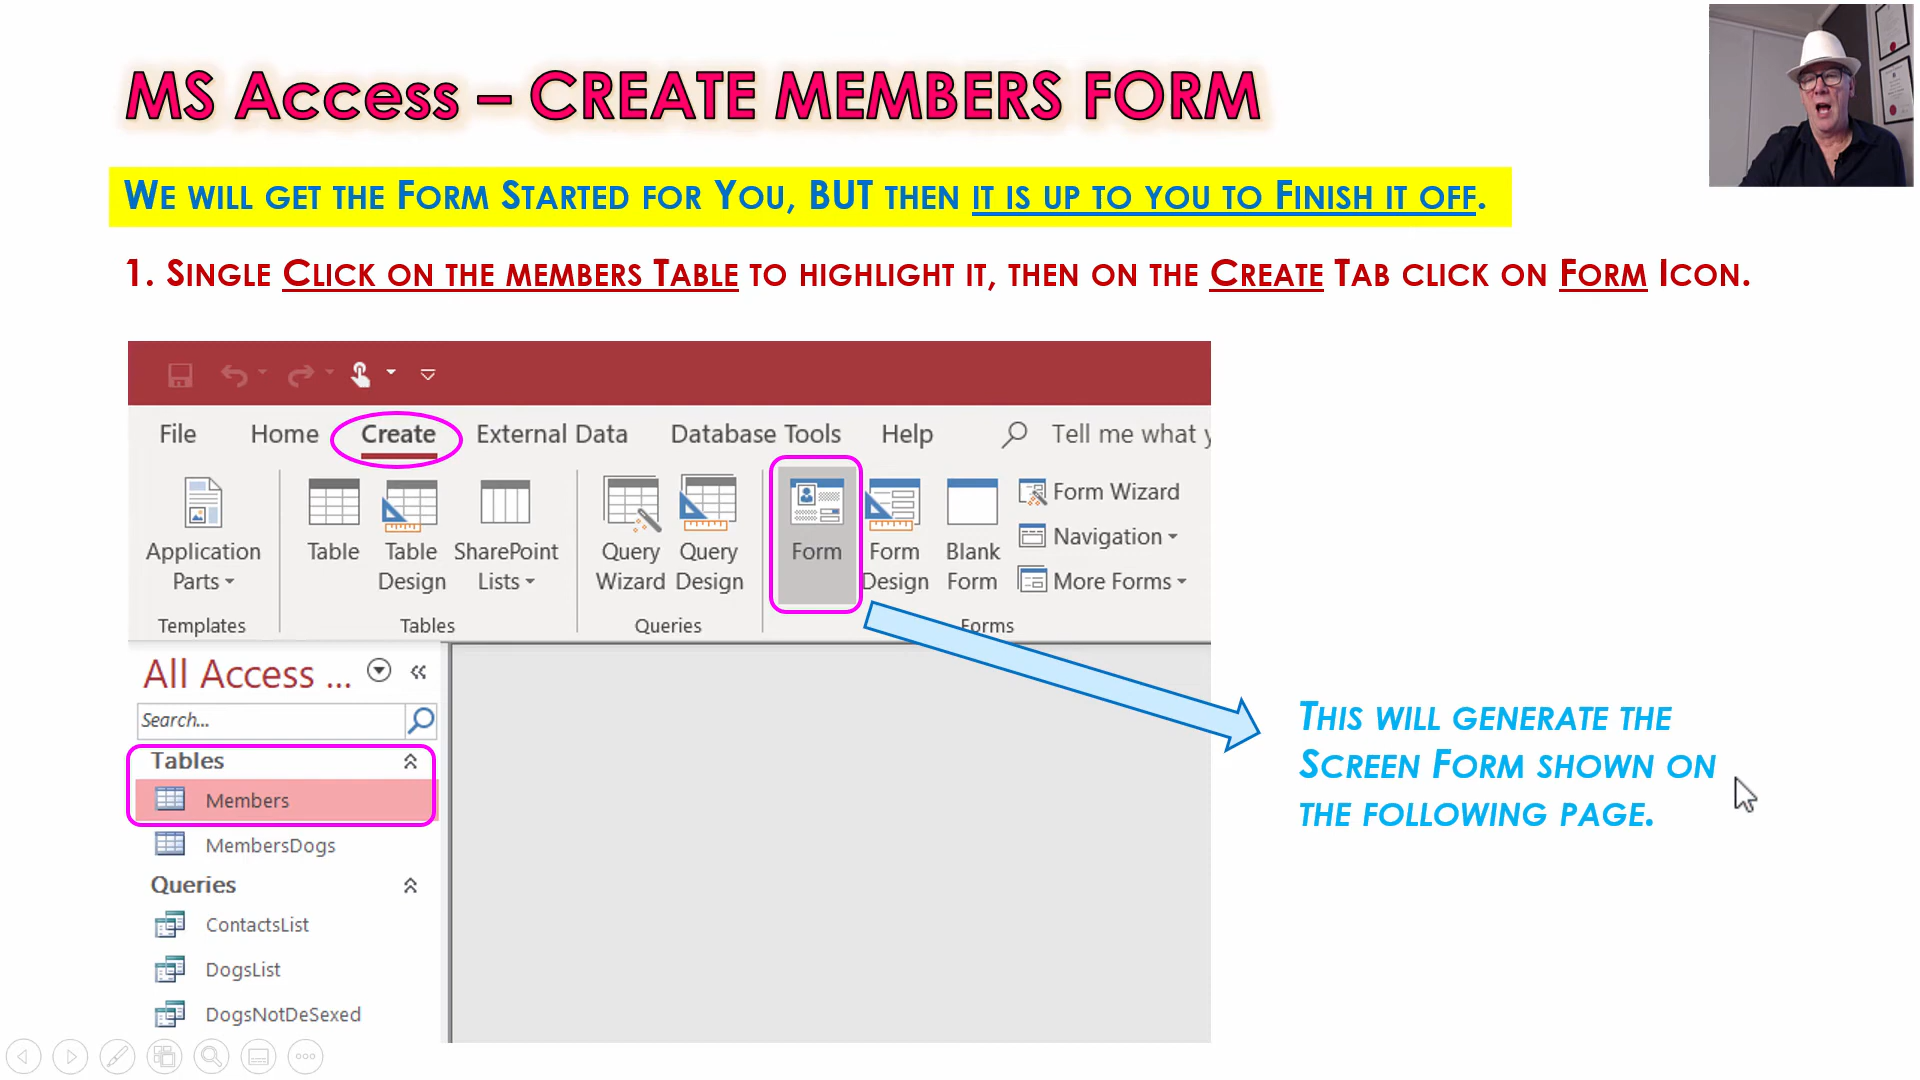 MS Access – CREATE MEMBERS FORM
WE WILL GET THE FORM STARTED FOR YOU, BUT THEN IT IS UP TO YOU TO FINISH IT OFF.
1. SINGLE CLICK ON THE MEMBERS TABLE TO HIGHLIGHT IT, THEN ON THE CREATE TAB CLICK ON FORM ICON.
File Home Create External Data Database Tools Help Tell me what y
Application Parts
Table
Table Design
SharePoint Lists
Query Wizard
Query Design
Form
Form Design
Blank Form
Form Wizard
Navigation
More Forms
Templates Tables Queries Forms
All Access ...
Search...
Tables
Members
MembersDogs
Queries
ContactsList
DogsList
DogsNotDeSexed
THIS WILL GENERATE THE
SCREEN FORM SHOWN ON
THE FOLLOWING PAGE.